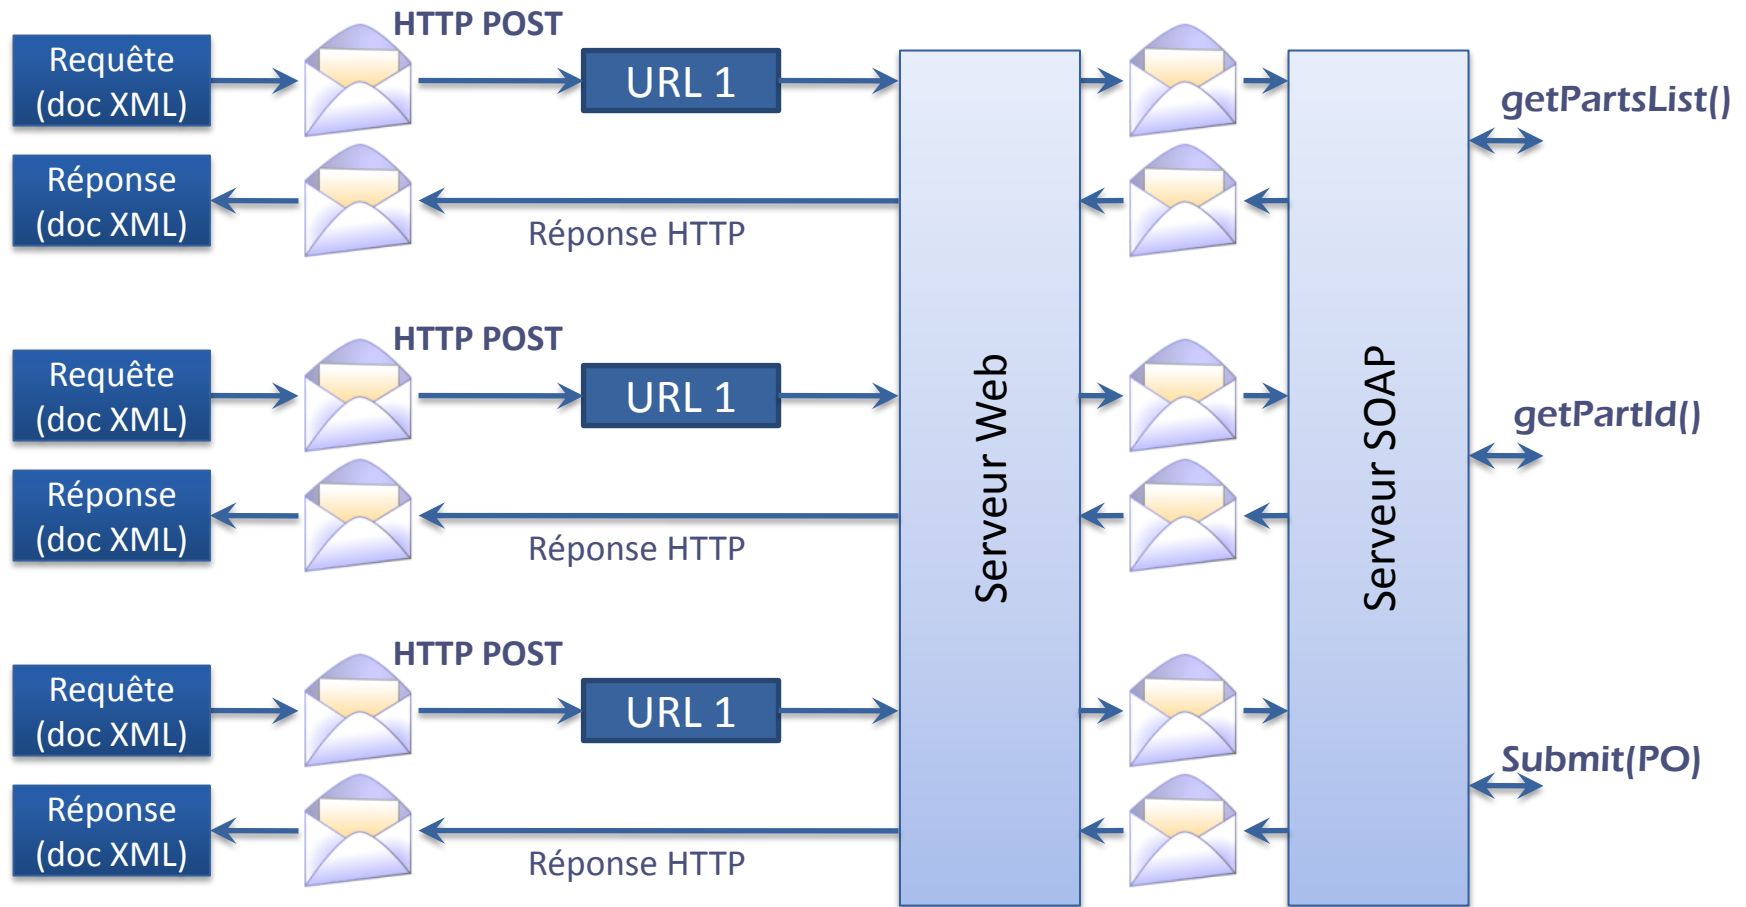 HTTP POST
Requête
(doc XML)
URL 1
getPartsList()
Réponse
(doc XML)
Réponse HTTP
HTTP POST
Requête
(doc XML)
URL 1
Serveur Web
Serveur SOAP
getPartId()
Réponse
(doc XML)
Réponse HTTP
HTTP POST
Requête
(doc XML)
URL 1
Submit(PO)
Réponse
(doc XML)
Réponse HTTP